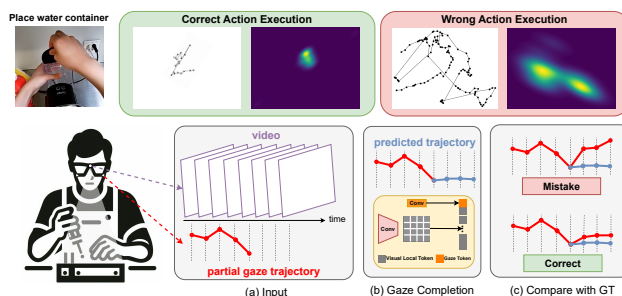 Place water container
Correct Action Execution
Wrong Action Execution
video
time
partial gaze trajectory
(a) Input
predicted trajectory
Conv
Conv
Visual Local Token
Gaze Token
(b) Gaze Completion
Mistake
Correct
(c) Compare with GT